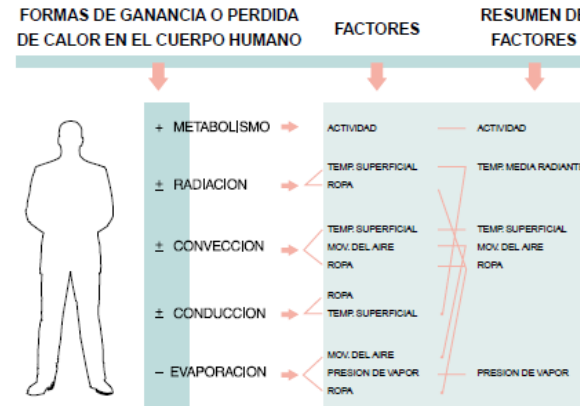 FORMAS DE GANANCIA O PERDIDA
DE CALOR EN EL CUERPO HUMANO
FACTORES
RESUMEN DE
FACTORES
+ METABOLISMO
ACTIVIDAD
ACTIVIDAD
± RADIACION
TEMP. SUPERFICIAL
ROPA
TEMP. MEDIA RADIANTE
± CONVECCION
TEMP. SUPERFICIAL
MOV. DEL AIRE
ROPA
TEMP. SUPERFICIAL
MOV. DEL AIRE
ROPA
± CONDUCCION
ROPA
TEMP. SUPERFICIAL
− EVAPORACION
MOV. DEL AIRE
PRESION DE VAPOR
ROPA
PRESION DE VAPOR